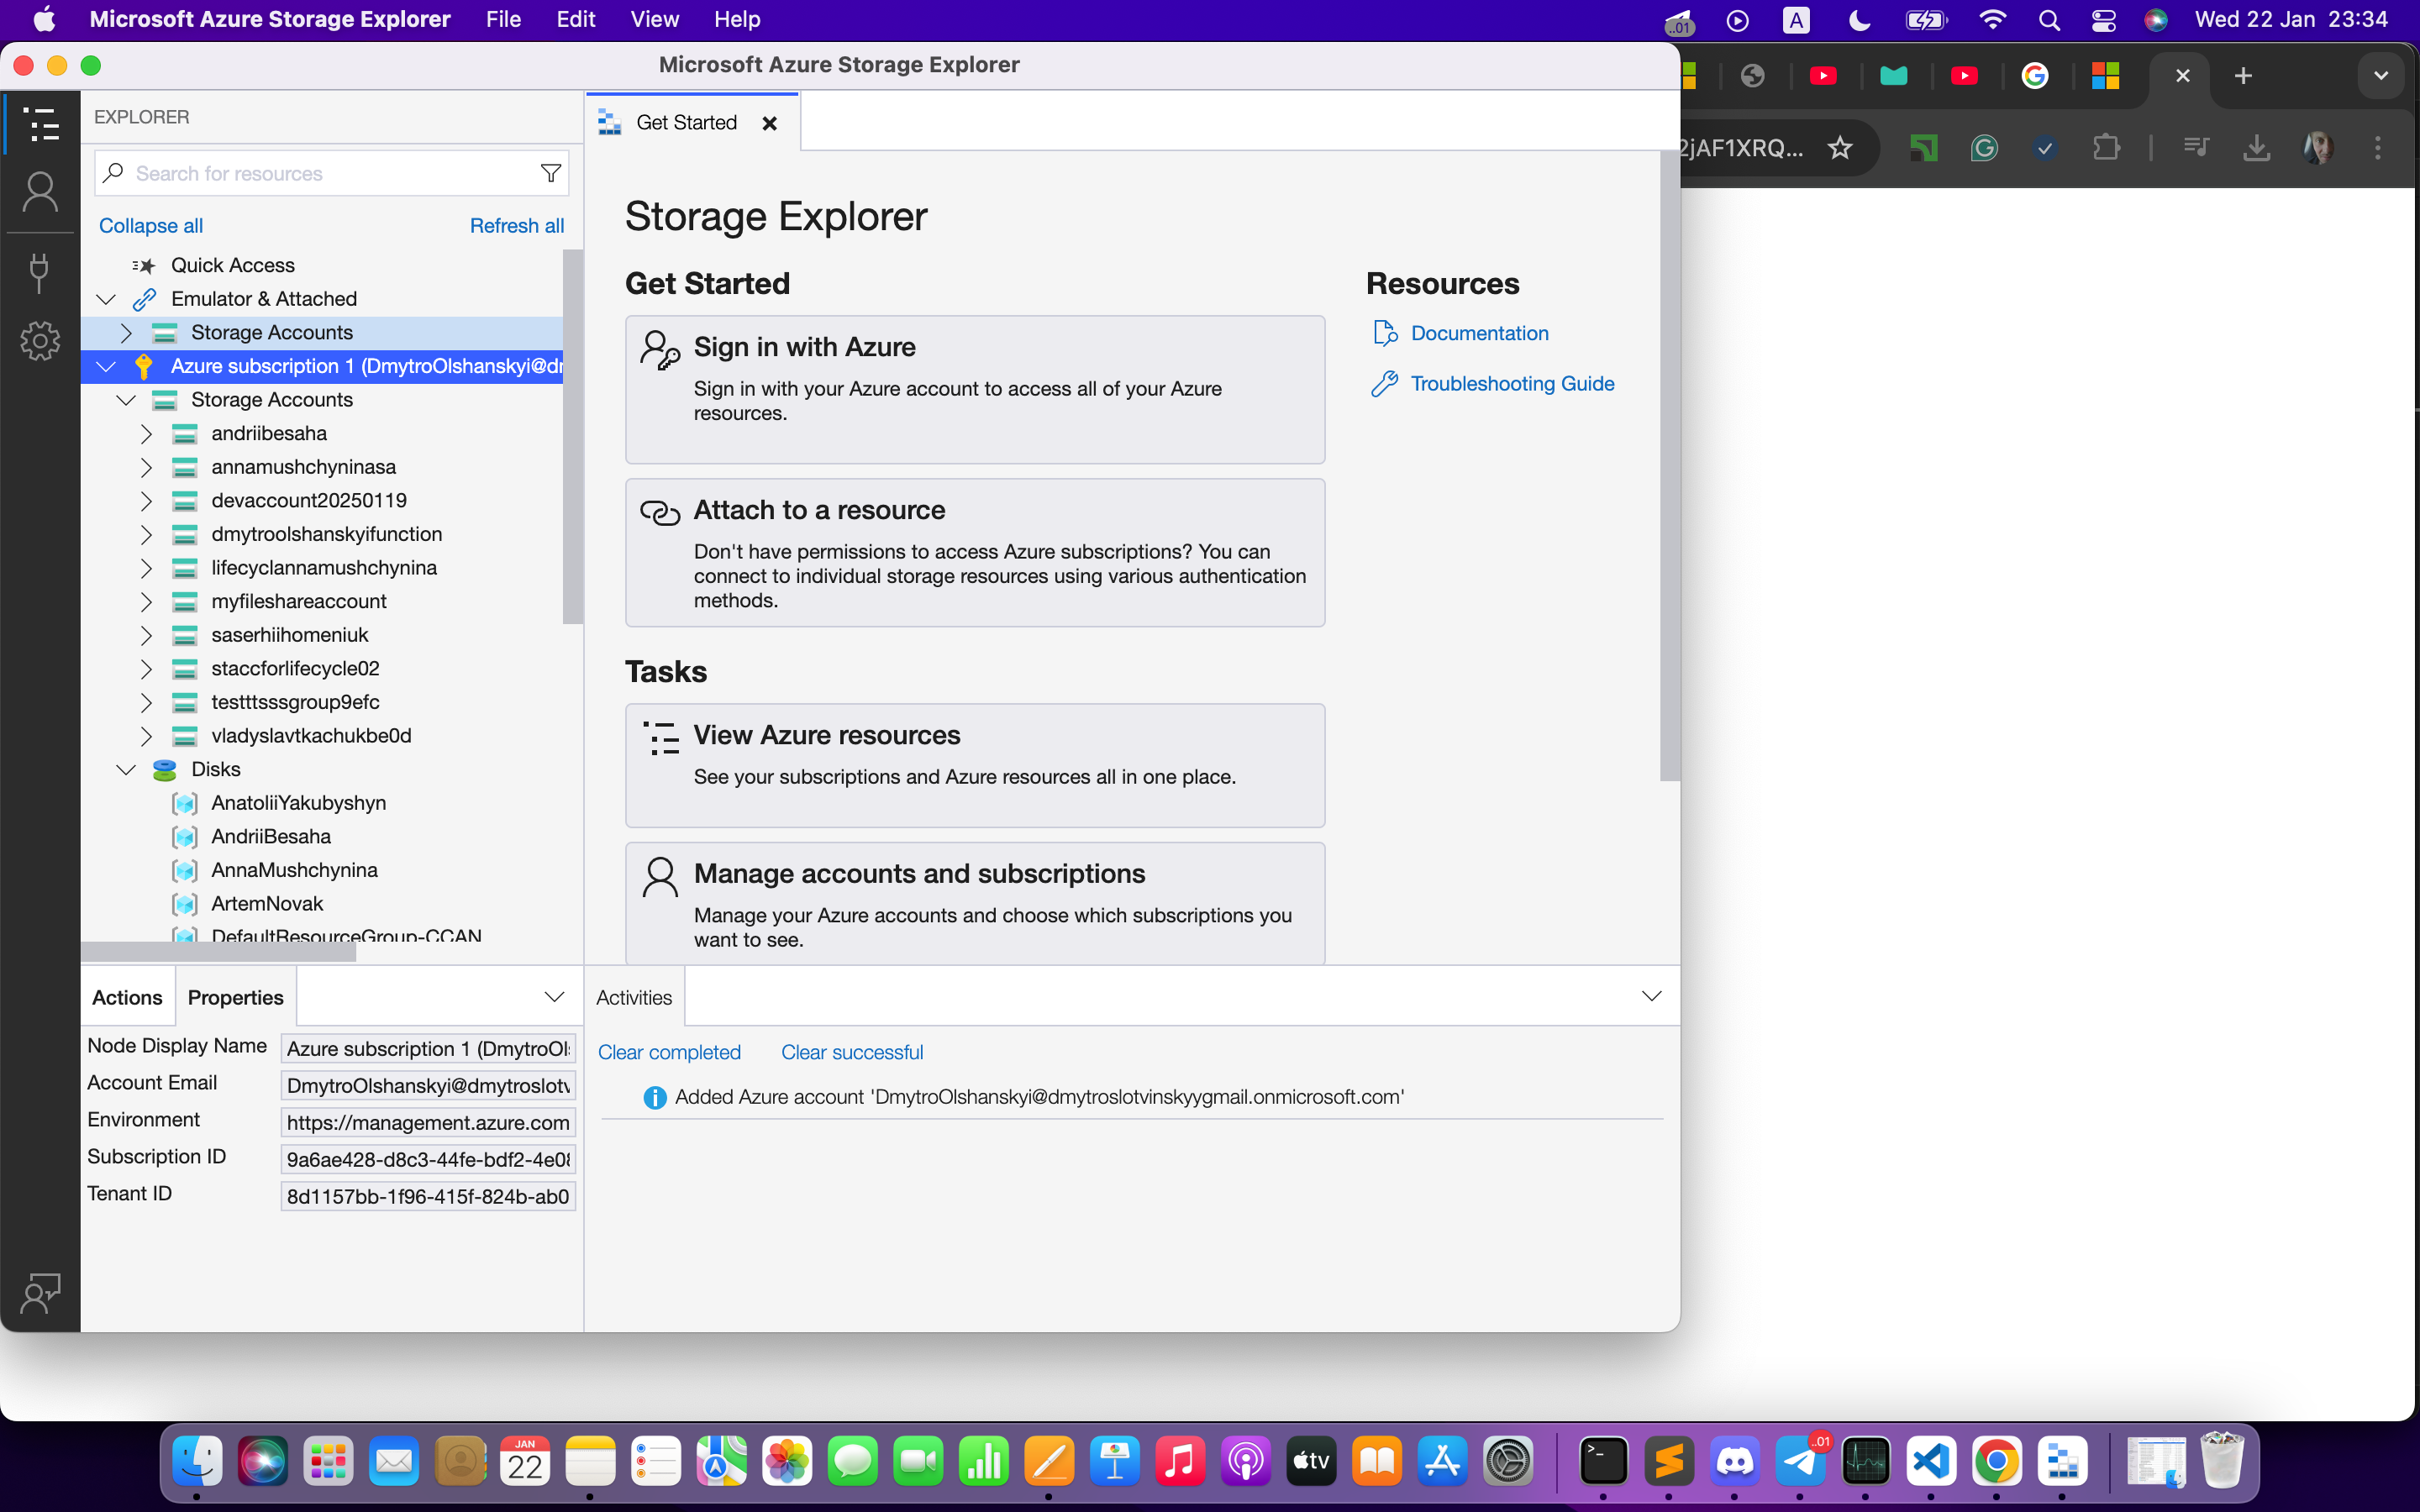 Microsoft Azure Storage Explorer File Edit View Help
..01 A Wed 22 Jan 23:34
Microsoft Azure Storage Explorer
2jAF1XRQ...
EXPLORER
Search for resources
Collapse all Refresh all
Quick Access
Emulator & Attached
Storage Accounts
Azure subscription 1 (DmytroOlshanskyi@d
Storage Accounts
andriibesaha
annamushchyninasa
devaccount20250119
dmytroolshanskyifunction
lifecyclannamushchynina
myfileshareaccount
saserhiihomeniuk
staccforlifecycle02
testttsssgroup9efc
vladyslavtkachukbe0d
Disks
AnatoliiYakubyshyn
AndriiBesaha
AnnaMushchynina
ArtemNovak
DefaultResourceGroup-CCAN
Actions Properties
Node Display Name Azure subscription 1 (DmytroOl
Account Email DmytroOlshanskyi@dmytroslotv
Environment https://management.azure.com
Subscription ID 9a6ae428-d8c3-44fe-bdf2-4e08
Tenant ID 8d1157bb-1f96-415f-824b-ab0
Get Started
Storage Explorer
Get Started
Sign in with Azure
Sign in with your Azure account to access all of your Azure
resources.
Attach to a resource
Don't have permissions to access Azure subscriptions? You can
connect to individual storage resources using various authentication
methods.
Tasks
View Azure resources
See your subscriptions and Azure resources all in one place.
Manage accounts and subscriptions
Manage your Azure accounts and choose which subscriptions you
want to see.
Resources
Documentation
Troubleshooting Guide
Activities
Clear completed Clear successful
Added Azure account 'DmytroOlshanskyi@dmytroslotvinskyygmail.onmicrosoft.com'
JAN
22
tv
..01